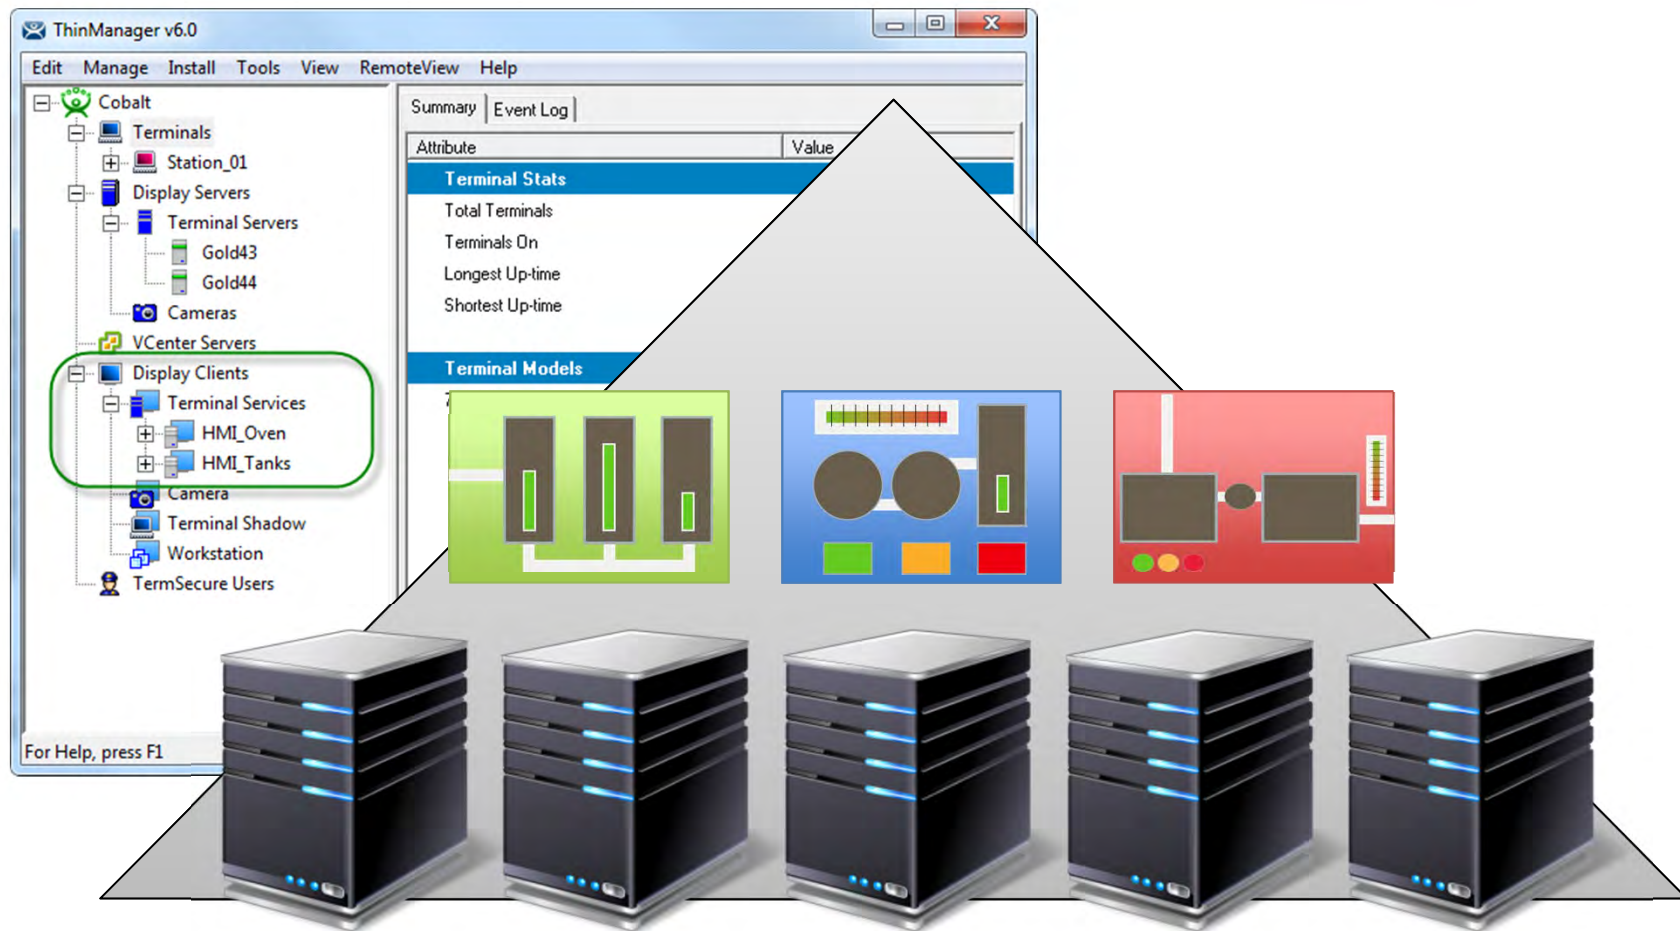 ThinManager v6.0
Edit Manage Install Tools View RemoteView Help
Cobalt
Terminals
Station_01
Display Servers
Terminal Servers
Gold43
Gold44
Cameras
VCenter Servers
Display Clients
Terminal Services
HMI_Oven
HMI_Tanks
Camera
Terminal Shadow
Workstation
TermSecure Users
For Help, press F1
Summary Event Log
Attribute Value
Terminal Stats
Total Terminals
Terminals On
Longest Up-time
Shortest Up-time
Terminal Models